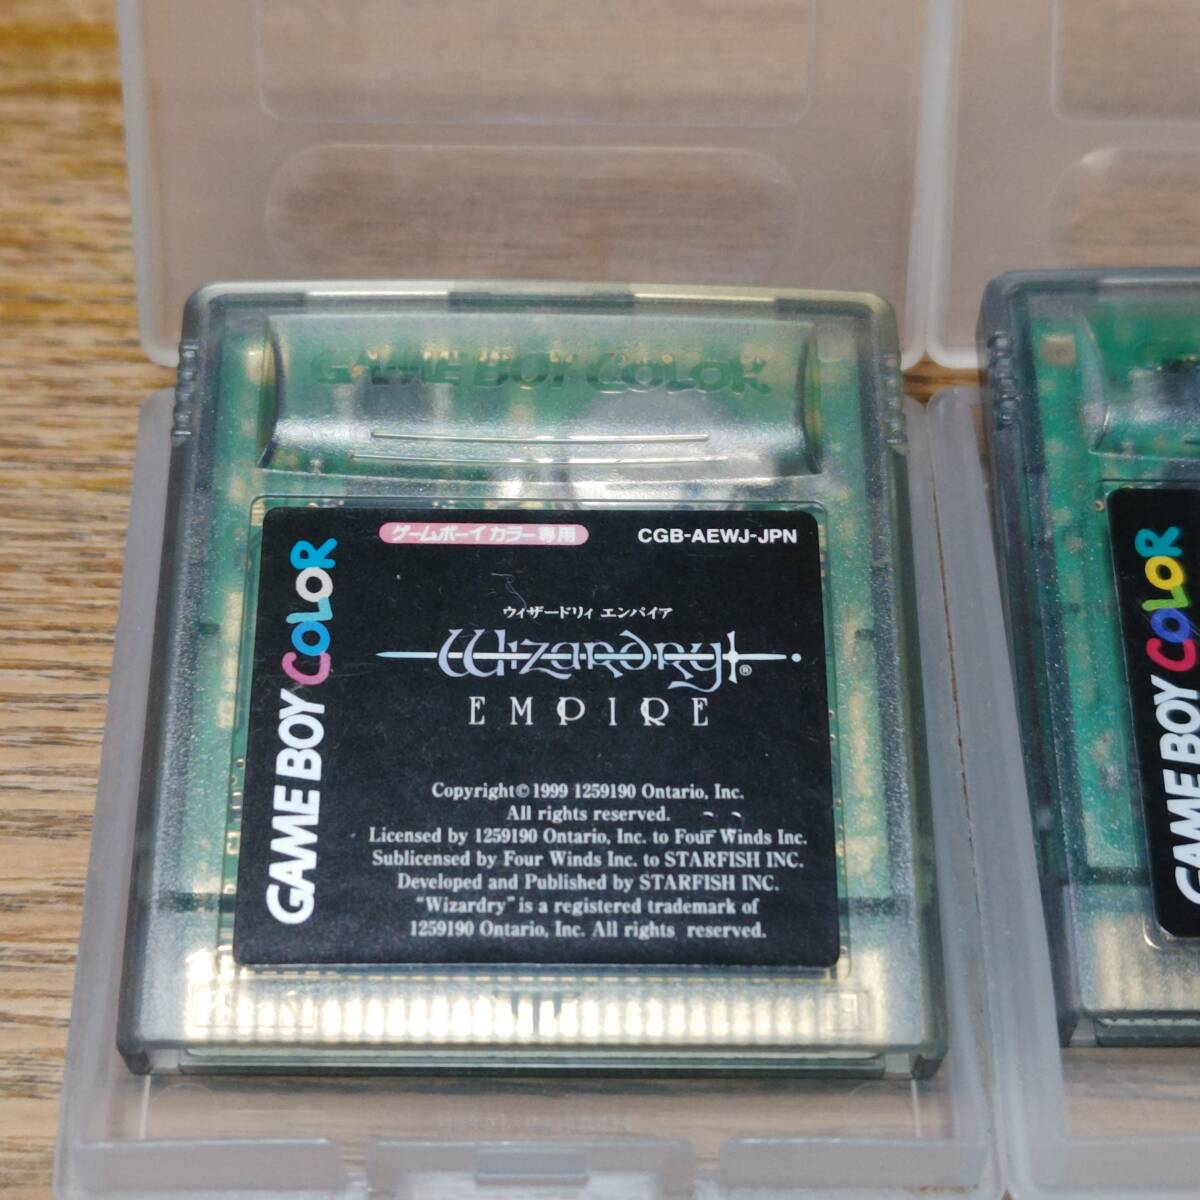 GAME BOY COLOR
ゲームボーイカラー専用
CGB-AEWJ-JPN
ウィザードリィ エンパイア
Wizardry®
EMPIRE
Copyright©1999 1259190 Ontario, Inc.
All rights reserved.
Licensed by 1259190 Ontario, Inc. to Four Winds Inc.
Sublicensed by Four Winds Inc. to STARFISH INC.
Developed and Published by STARFISH INC.
“Wizardry” is a registered trademark of
1259190 Ontario, Inc. All rights reserved.
GAME BOY COLOR
GAME BOY COLOR